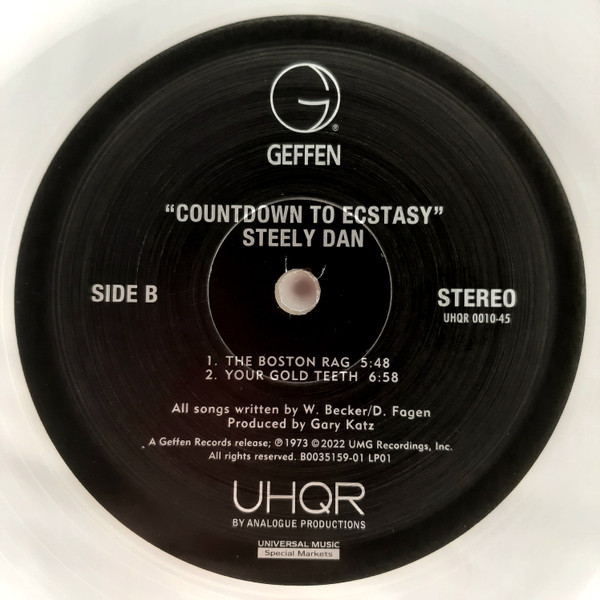 G®
GEFFEN
“COUNTDOWN TO ECSTASY”
STEELY DAN
SIDE B
STEREO
UHQR 0010-45
1. THE BOSTON RAG 5:48
2. YOUR GOLD TEETH 6:58
All songs written by W. Becker/D. Fagen
Produced by Gary Katz
A Geffen Records release; ℗ 1973 © 2022 UMG Recordings, Inc.
All rights reserved. B0035159-01 LP01
UHQR
BY ANALOGUE PRODUCTIONS
UNIVERSAL MUSIC
Special Markets